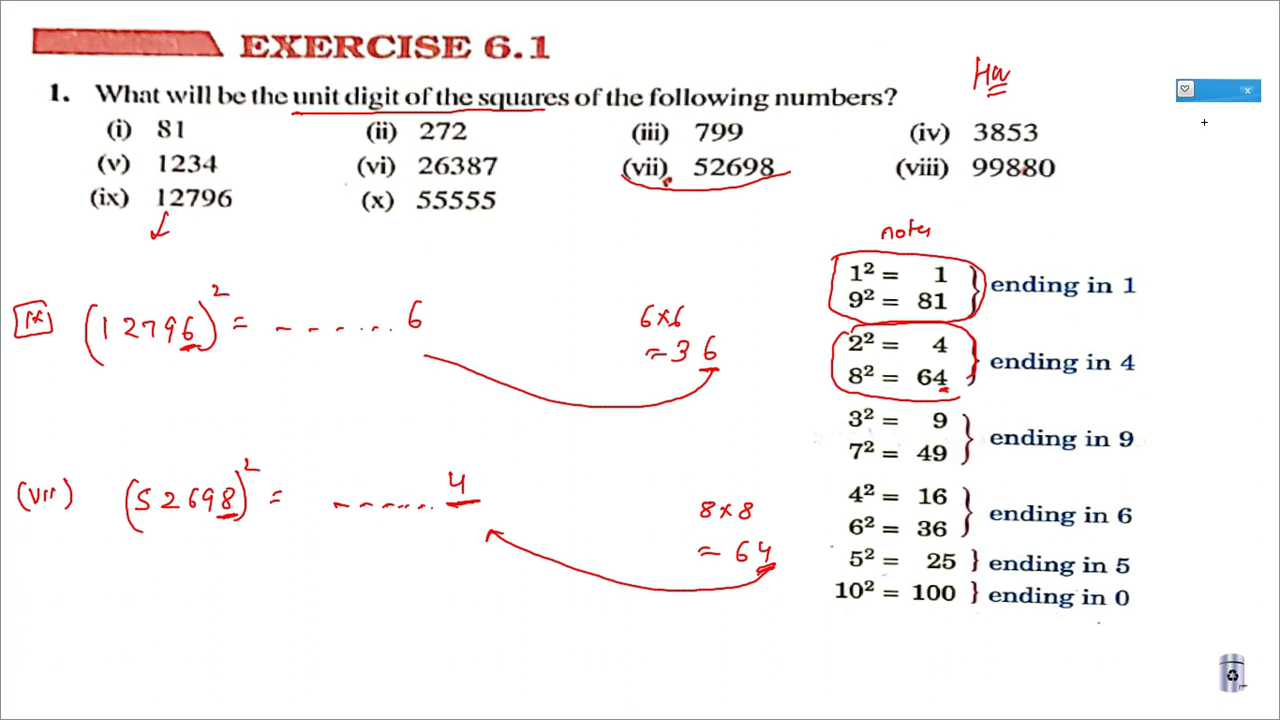 EXERCISE 6.1
1. What will be the unit digit of the squares of the following numbers?
(i) 81 (ii) 272 (iii) 799 (iv) 3853
(v) 1234 (vi) 26387 (vii) 52698 (viii) 99880
(ix) 12796 (x) 55555
notes
1² = 1
9² = 81
ending in 1
2² = 4
8² = 64
ending in 4
3² = 9
7² = 49
ending in 9
4² = 16
6² = 36
ending in 6
5² = 25 } ending in 5
10² = 100 } ending in 0
IX (12796)² = - - - . . . 6
6×6
= 36
(VII) (52698)² = - - - - . . . 4
8×8
= 64